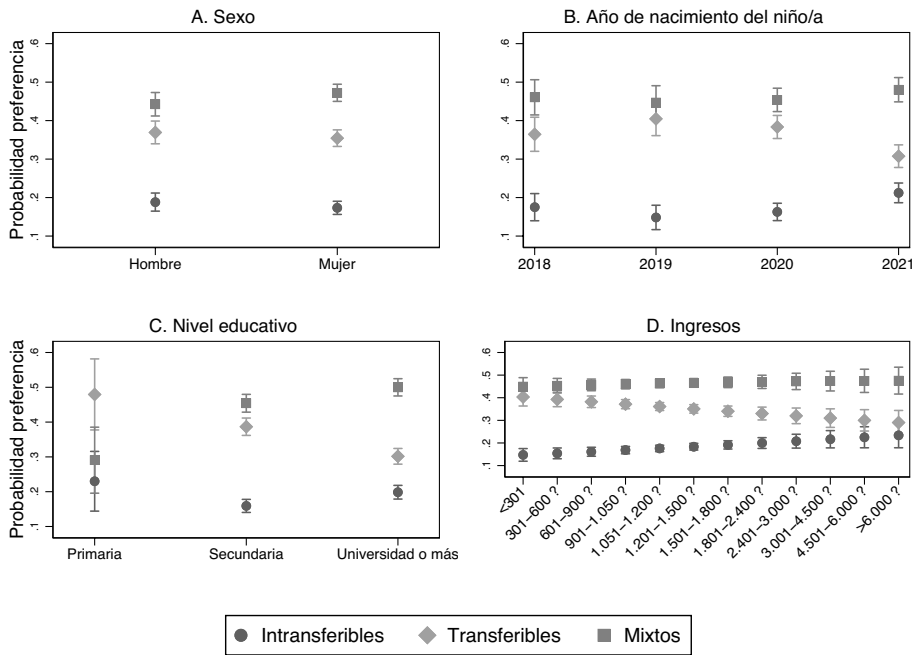 A. Sexo
Probabilidad preferencia
.1 .2 .3 .4 .5 .6
Hombre Mujer
B. Año de nacimiento del niño/a
.1 .2 .3 .4 .5 .6
2018 2019 2020 2021
C. Nivel educativo
Probabilidad preferencia
.1 .2 .3 .4 .5 .6
Primaria Secundaria Universidad o más
D. Ingresos
.1 .2 .3 .4 .5 .6
<301
301−600 ?
601−900 ?
901−1.050 ?
1.051−1.200 ?
1.201−1.500 ?
1.501−1.800 ?
1.801−2.400 ?
2.401−3.000 ?
3.001−4.500 ?
4.501−6.000 ?
>6.000 ?
Intransferibles Transferibles Mixtos